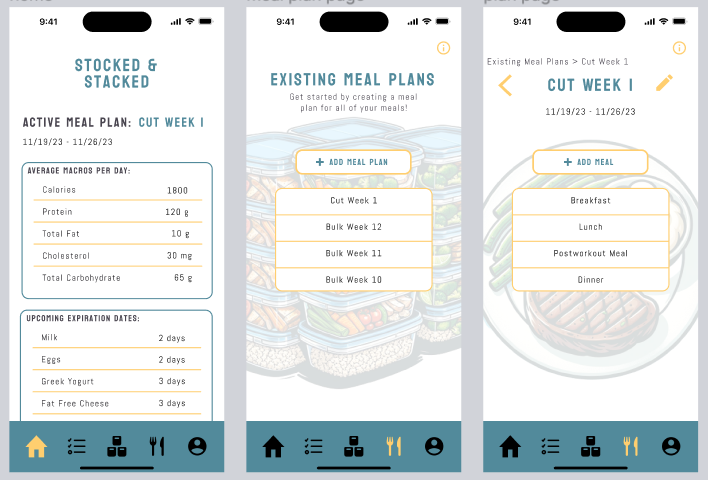 meal plan page
plan page
9:41
STOCKED &
STACKED
ACTIVE MEAL PLAN: CUT WEEK 1
11/19/23 - 11/26/23
AVERAGE MACROS PER DAY:
Calories 1800
Protein 120 g
Total Fat 10 g
Cholesterol 30 mg
Total Carbohydrate 65 g
UPCOMING EXPIRATION DATES:
Milk 2 days
Eggs 2 days
Greek Yogurt 3 days
Fat Free Cheese 3 days
9:41
EXISTING MEAL PLANS
Get started by creating a meal
plan for all of your meals!
+ ADD MEAL PLAN
Cut Week 1
Bulk Week 12
Bulk Week 11
Bulk Week 10
9:41
Existing Meal Plans > Cut Week 1
CUT WEEK 1
11/19/23 - 11/26/23
+ ADD MEAL
Breakfast
Lunch
Postworkout Meal
Dinner